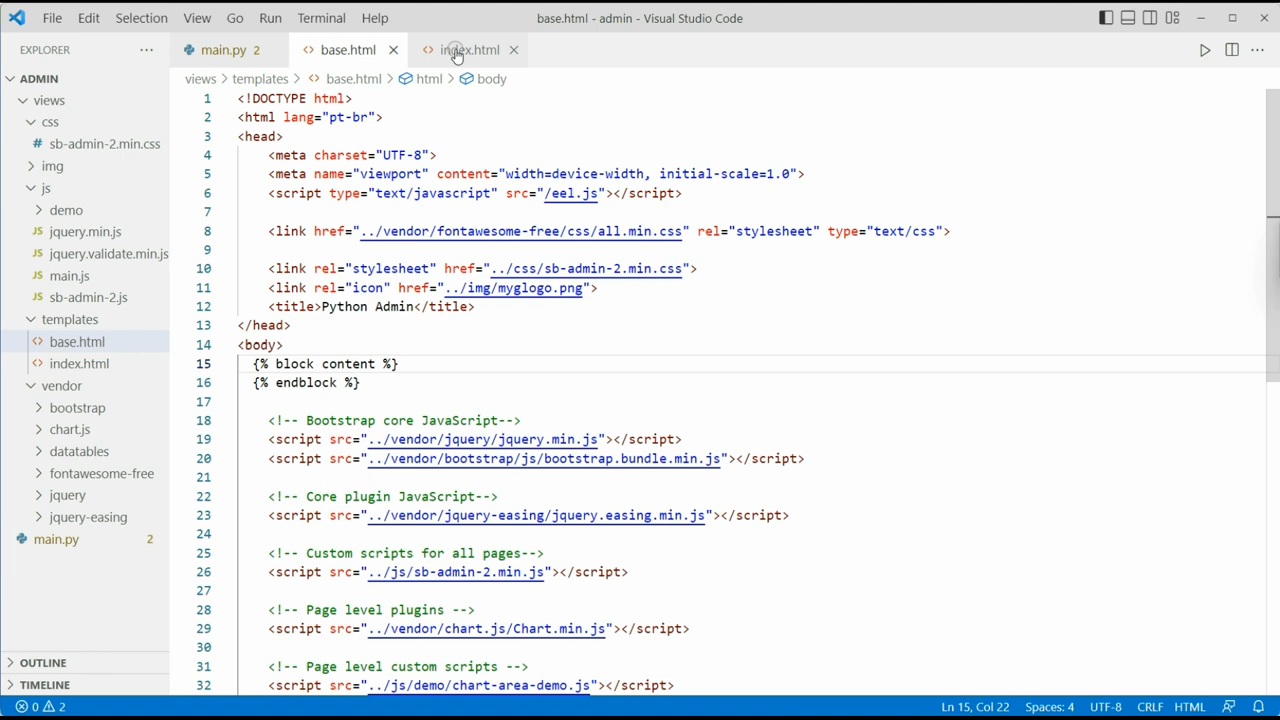 File Edit Selection View Go Run Terminal Help
base.html - admin - Visual Studio Code
EXPLORER
main.py 2
base.html
index.html
ADMIN
views
css
sb-admin-2.min.css
img
js
demo
jquery.min.js
jquery.validate.min.js
main.js
sb-admin-2.js
templates
base.html
index.html
vendor
bootstrap
chart.js
datatables
fontawesome-free
jquery
jquery-easing
main.py 2
OUTLINE
TIMELINE
views > templates > base.html > html > body
1 <!DOCTYPE html>
2 <html lang="pt-br">
3 <head>
4 <meta charset="UTF-8">
5 <meta name="viewport" content="width=device-width, initial-scale=1.0">
6 <script type="text/javascript" src="/eel.js"></script>
7
8 <link href="../vendor/fontawesome-free/css/all.min.css" rel="stylesheet" type="text/css">
9
10 <link rel="stylesheet" href="../css/sb-admin-2.min.css">
11 <link rel="icon" href="../img/myglogo.png">
12 <title>Python Admin</title>
13 </head>
14 <body>
15 {% block content %}
16 {% endblock %}
17
18 <!-- Bootstrap core JavaScript-->
19 <script src="../vendor/jquery/jquery.min.js"></script>
20 <script src="../vendor/bootstrap/js/bootstrap.bundle.min.js"></script>
21
22 <!-- Core plugin JavaScript-->
23 <script src="../vendor/jquery-easing/jquery.easing.min.js"></script>
24
25 <!-- Custom scripts for all pages-->
26 <script src="../js/sb-admin-2.min.js"></script>
27
28 <!-- Page level plugins -->
29 <script src="../vendor/chart.js/Chart.min.js"></script>
30
31 <!-- Page level custom scripts -->
32 <script src="../js/demo/chart-area-demo.js"></script>
0 2
Ln 15, Col 22 Spaces: 4 UTF-8 CRLF HTML